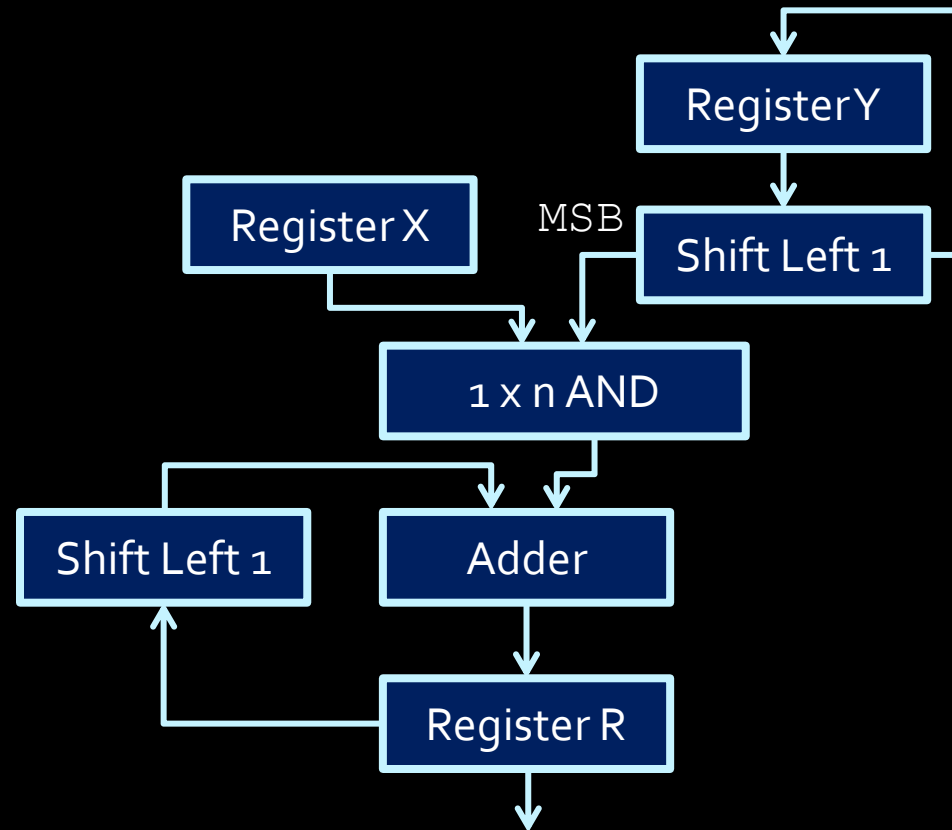 Register Y
MSB
Register X
Shift Left 1
1 x n AND
Shift Left 1
Adder
Register R